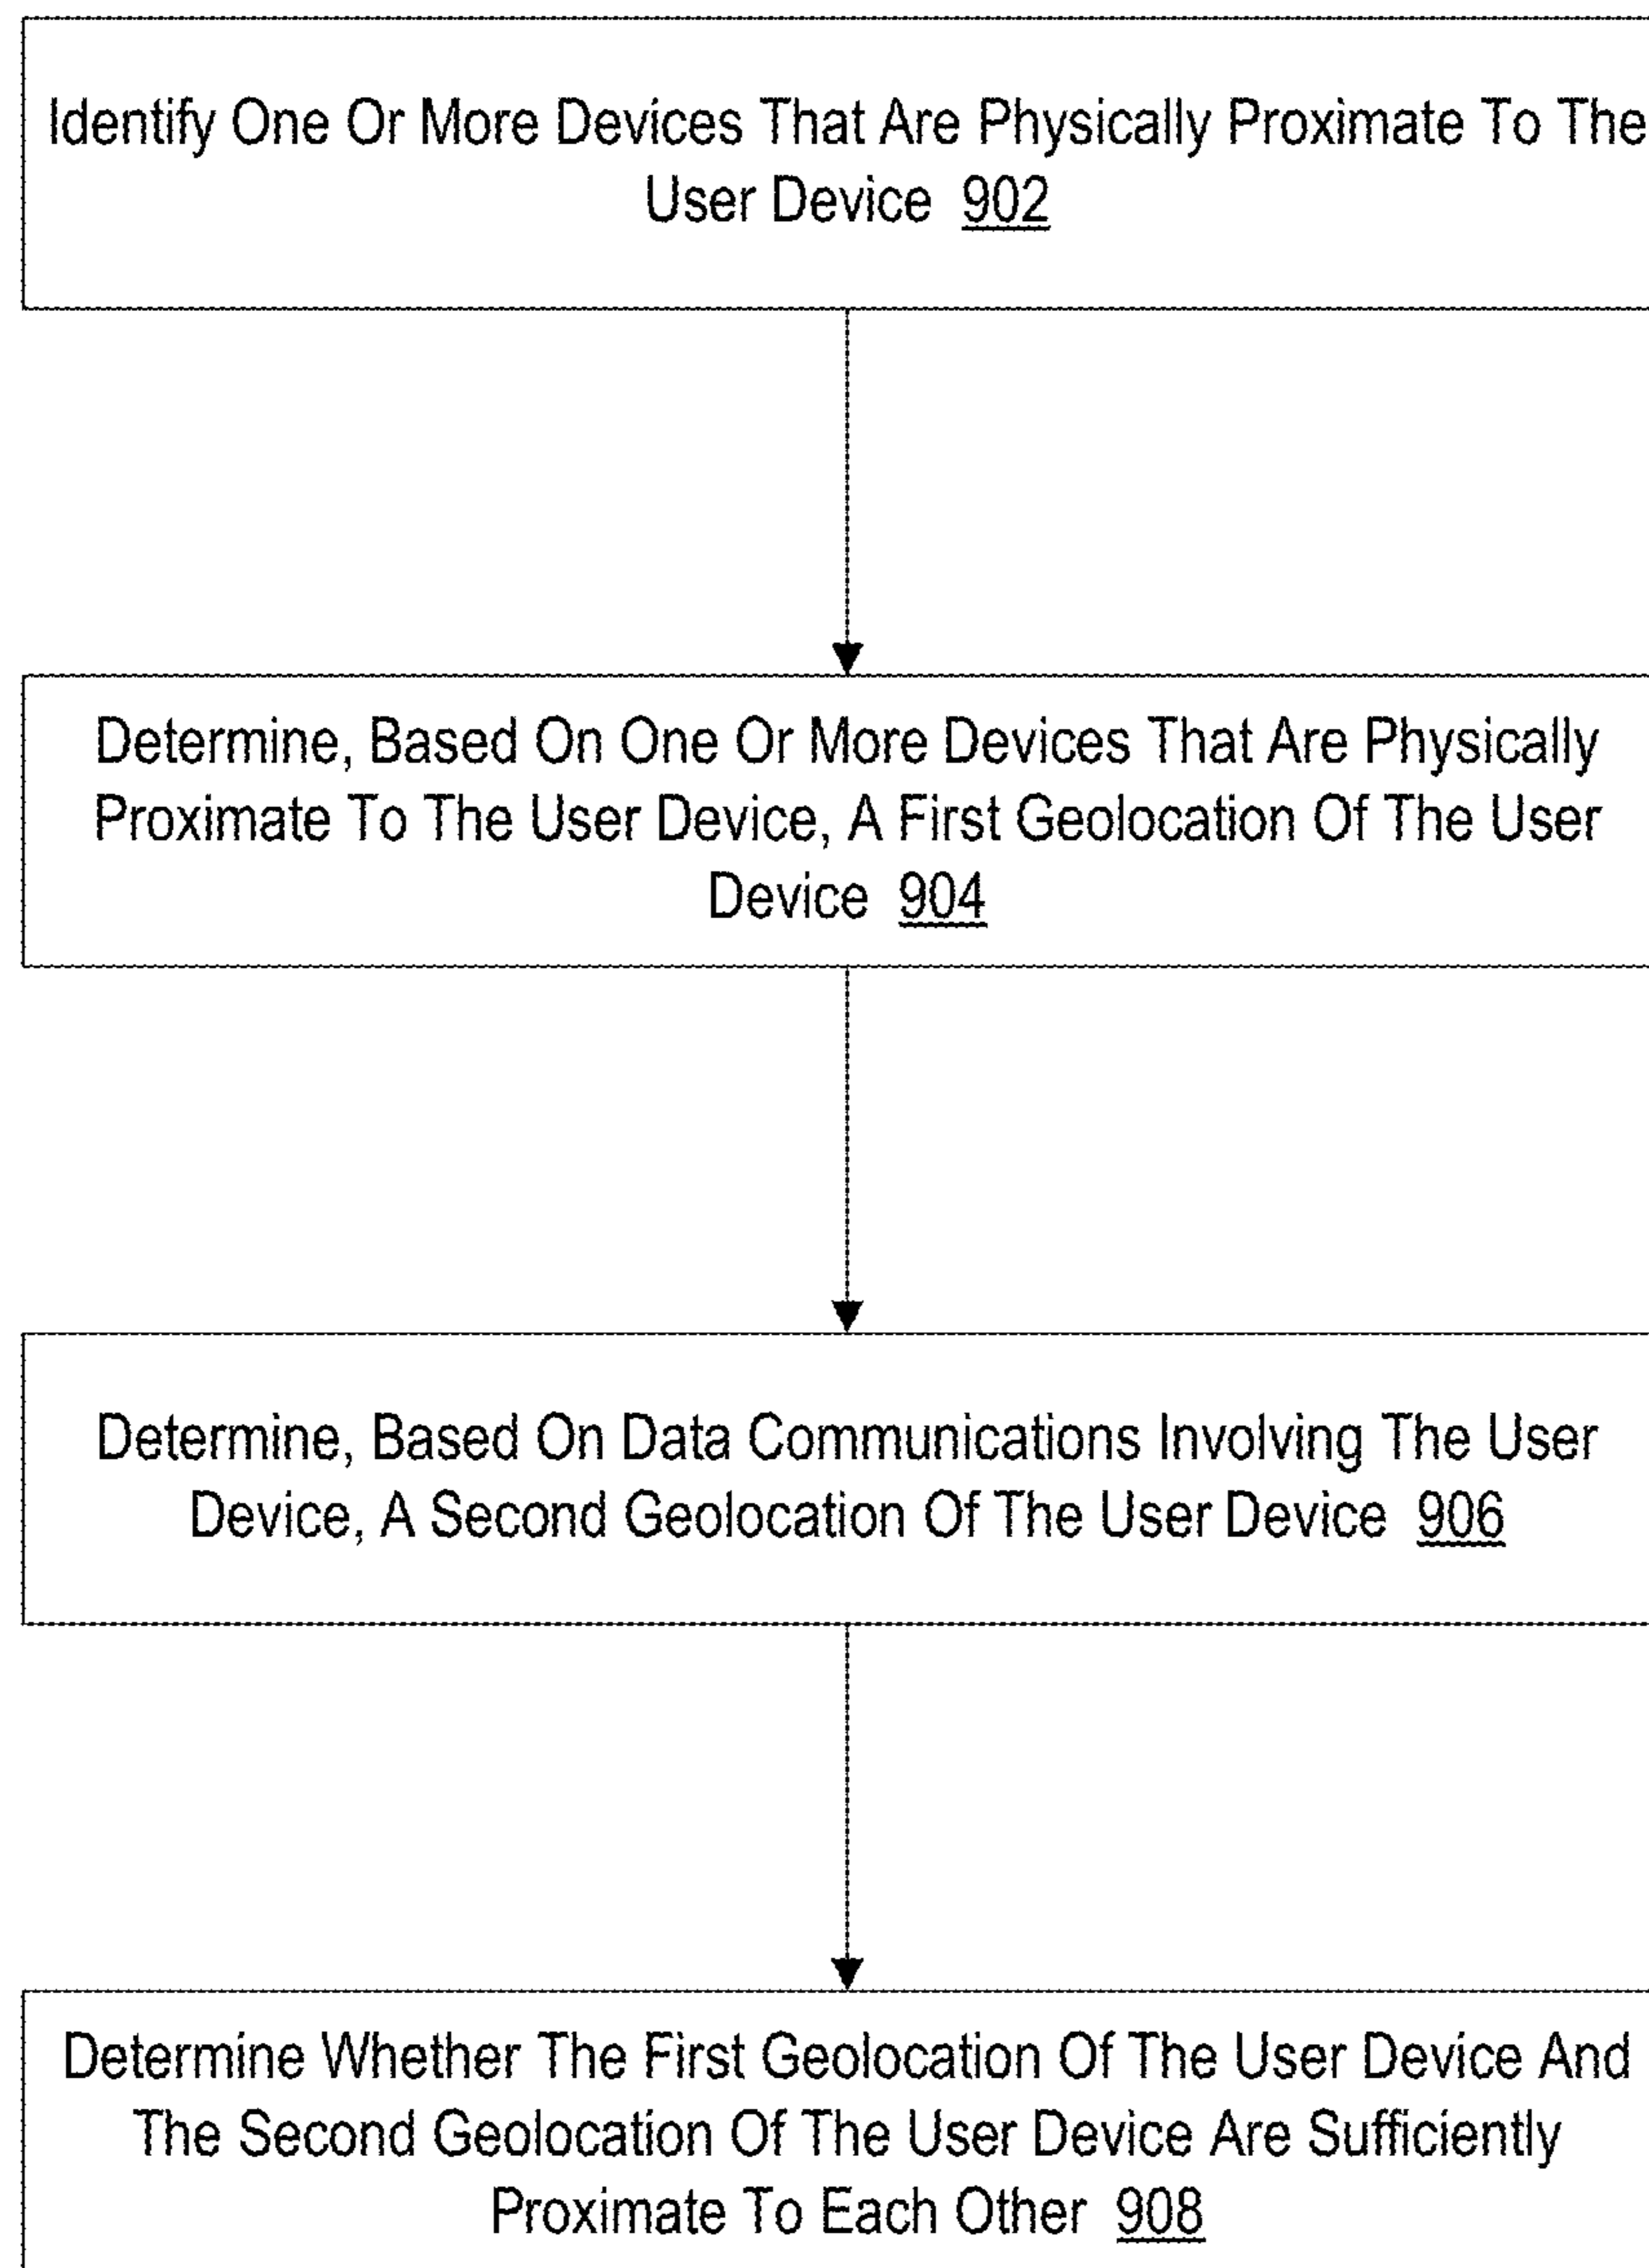 Identify One Or More Devices That Are Physically Proximate To The
User Device 902
Determine, Based On One Or More Devices That Are Physically
Proximate To The User Device, A First Geolocation Of The User
Device 904
Determine, Based On Data Communications Involving The User
Device, A Second Geolocation Of The User Device 906
Determine Whether The First Geolocation Of The User Device And
The Second Geolocation Of The User Device Are Sufficiently
Proximate To Each Other 908